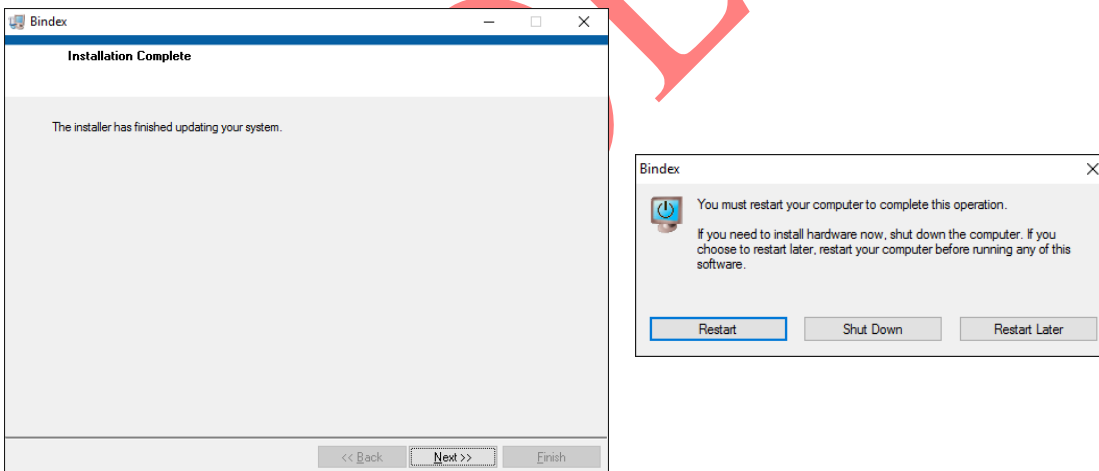 Bindex
Installation Complete
The installer has finished updating your system.
<< Back
Next >>
Finish
Bindex
You must restart your computer to complete this operation.
If you need to install hardware now, shut down the computer. If you
choose to restart later, restart your computer before running any of this
software.
Restart
Shut Down
Restart Later